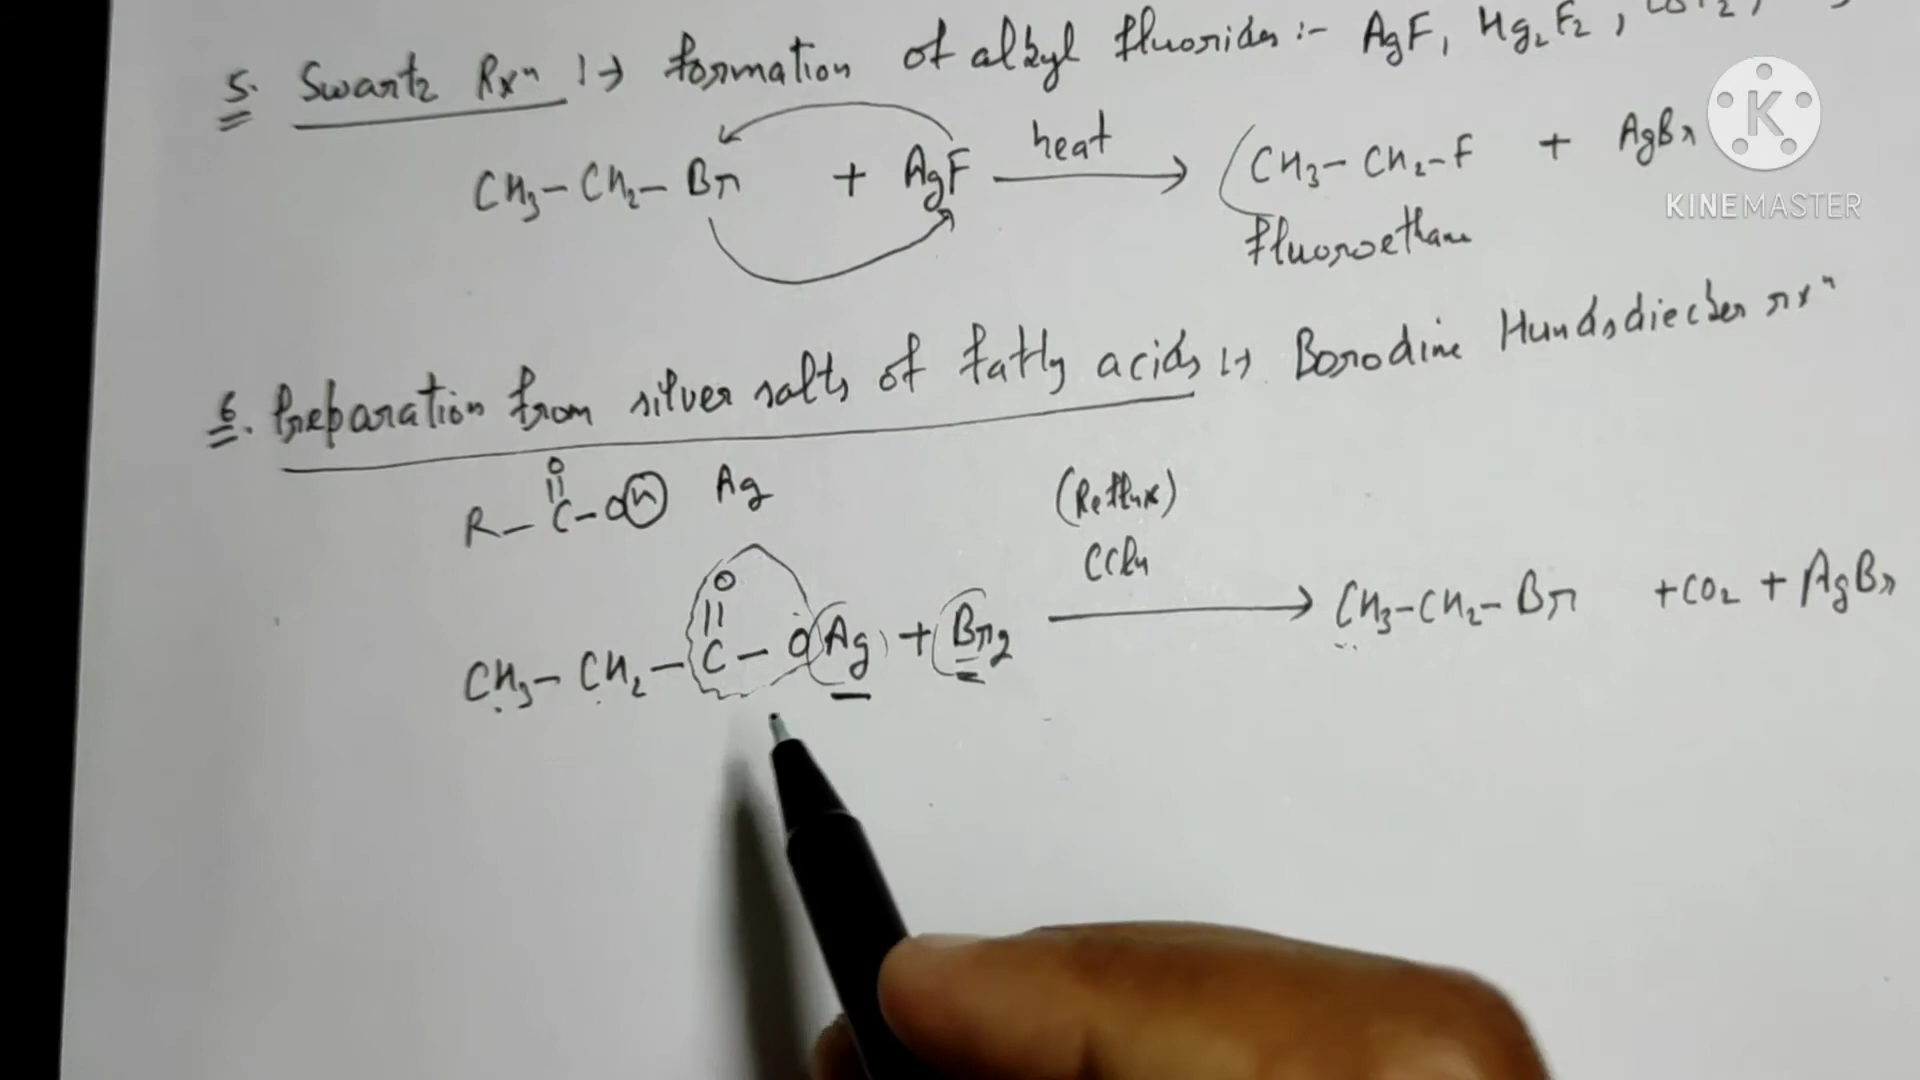 5. Swartz Rxⁿ :→ formation of alkyl fluorides :- AgF, Hg₂F₂,
CH₃-CH₂-Br + AgF heat → CH₃-CH₂-F + AgBr
Fluoroethane
K
KINEMASTER
6. Preparation from silver salts of fatty acids :→ Borodine Hundsdiecker rxⁿ
R-C-OH Ag
O
(Reflux)
CCl₄
O
CH₃-CH₂-C-OAg + Br₂ → CH₃-CH₂-Br + CO₂ + AgBr